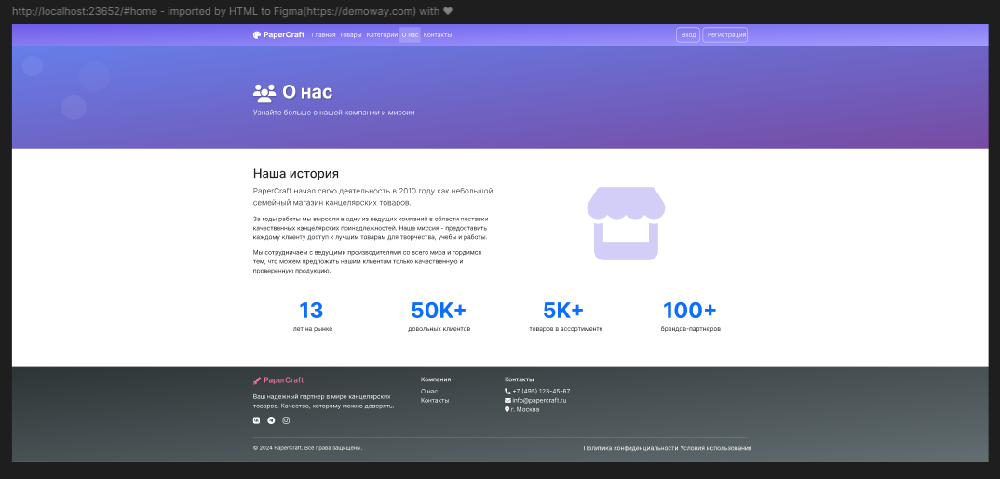 http://localhost:23652/#home - imported by HTML to Figma(https://demoway.com) with ❤
PaperCraft Главная Товары Категории О нас Контакты Вход Регистрация
О нас
Узнайте больше о нашей компании и миссии
Наша история
PaperCraft начал свою деятельность в 2010 году как небольшой
семейный магазин канцелярских товаров.
За годы работы мы выросли в одну из ведущих компаний в области поставки
качественных канцелярских принадлежностей. Наша миссия - предоставить
каждому клиенту доступ к лучшим товарам для творчества, учебы и работы.
Мы сотрудничаем с ведущими производителями со всего мира и гордимся
тем, что можем предложить нашим клиентам только качественную и
проверенную продукцию.
13
лет на рынке
50K+
довольных клиентов
5K+
товаров в ассортименте
100+
брендов-партнеров
PaperCraft
Ваш надежный партнер в мире канцелярских
товаров. Качество, которому можно доверять.
Компания
О нас
Контакты
Контакты
+7 (495) 123-45-67
info@papercraft.ru
г. Москва
© 2024 PaperCraft. Все права защищены.
Политика конфиденциальности Условия использования